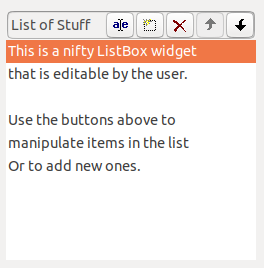 List of Stuff
This is a nifty ListBox widget
that is editable by the user.
Use the buttons above to
manipulate items in the list
Or to add new ones.